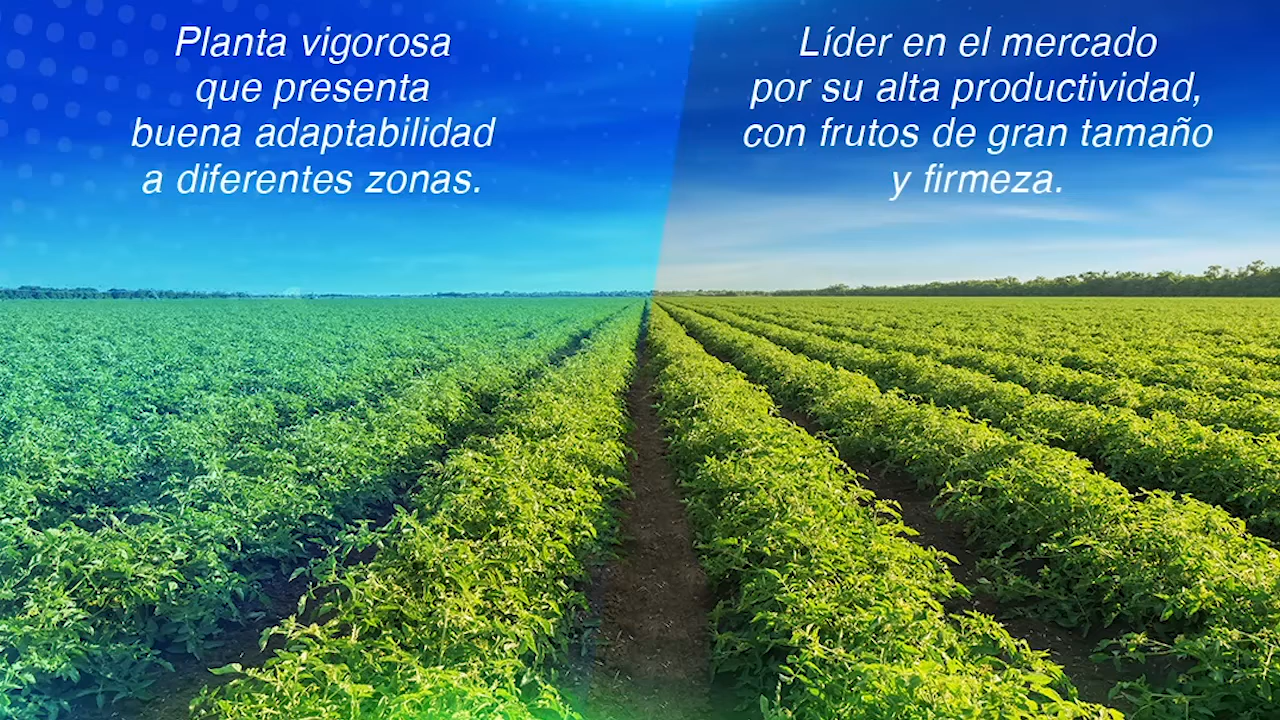 Planta vigorosa
que presenta
buena adaptabilidad
a diferentes zonas.
Líder en el mercado
por su alta productividad,
con frutos de gran tamaño
y firmeza.